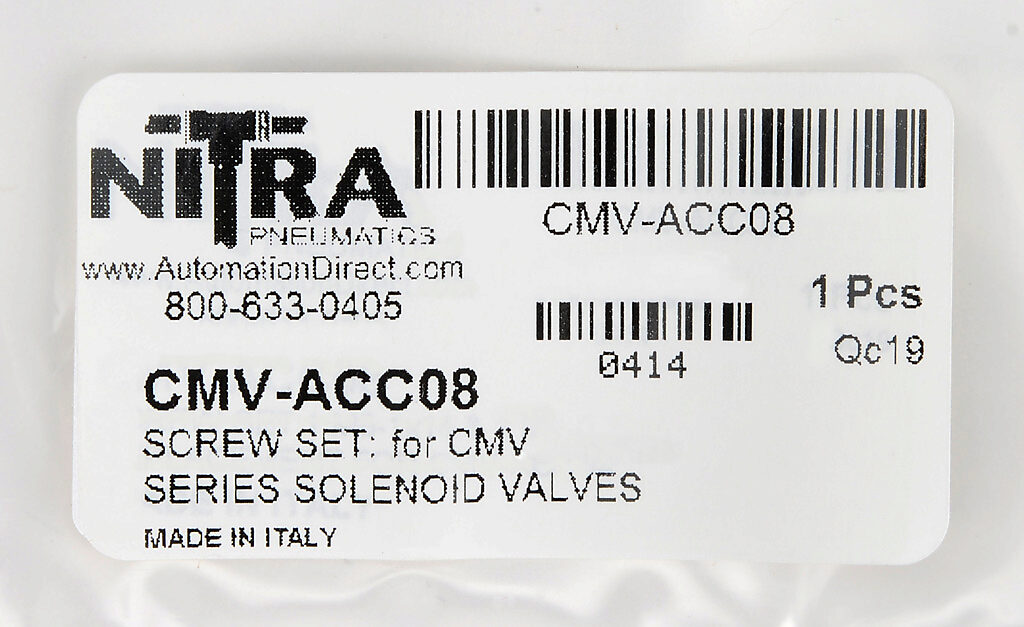 NITRA
PNEUMATICS
www.AutomationDirect.com
800-633-0405
CMV-ACC08
1 Pcs
0414
Qc19
CMV-ACC08
SCREW SET: for CMV
SERIES SOLENOID VALVES
MADE IN ITALY